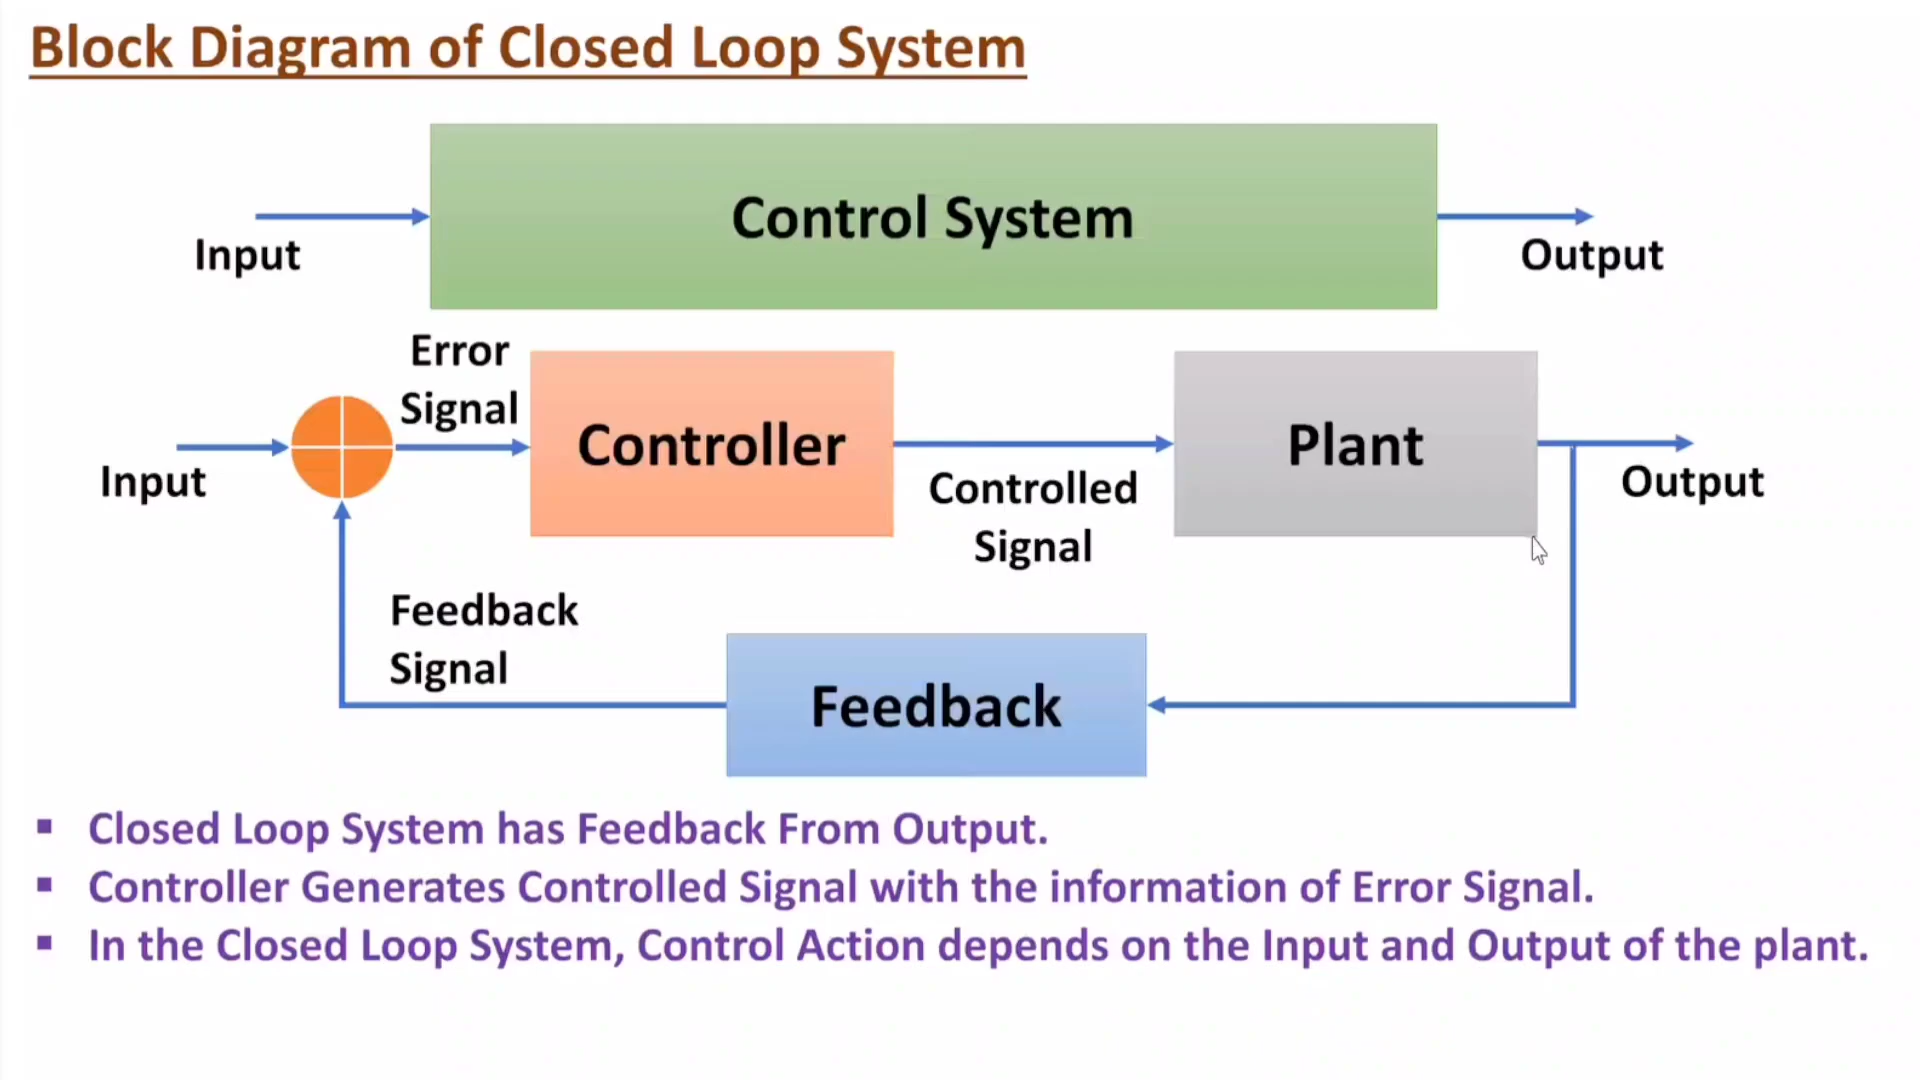 Block Diagram of Closed Loop System
Control System
Input
Output
Error
Signal
Controller
Plant
Input
Controlled
Signal
Output
Feedback
Signal
Feedback
▪ Closed Loop System has Feedback From Output.
▪ Controller Generates Controlled Signal with the information of Error Signal.
▪ In the Closed Loop System, Control Action depends on the Input and Output of the plant.